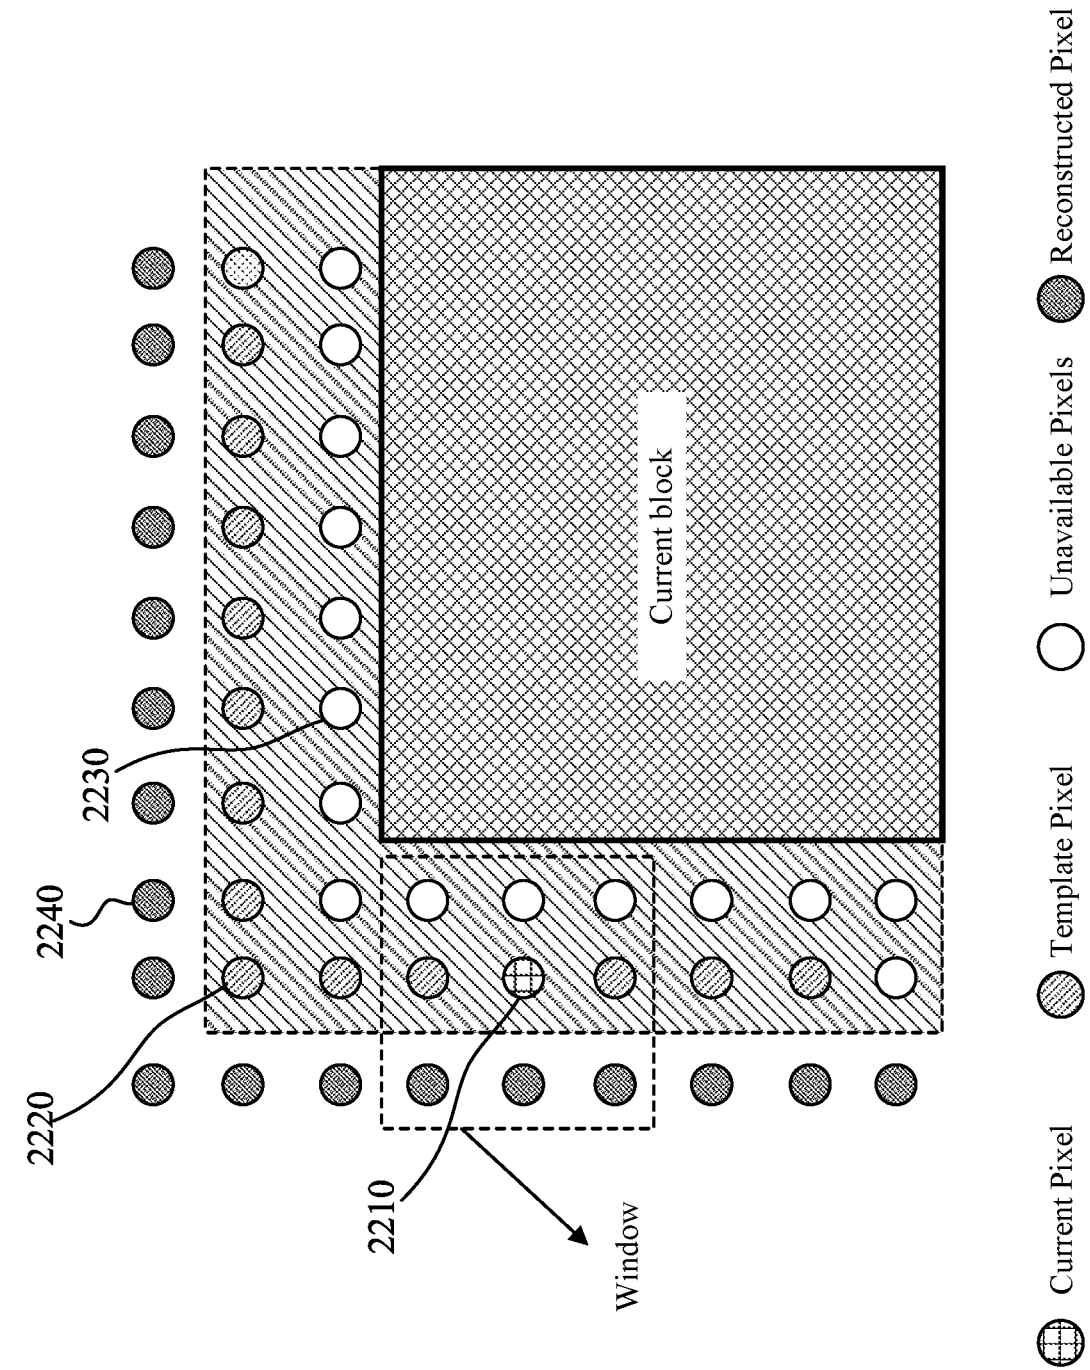 2240
2230
2220
2210
Current block
Window
Current Pixel
Template Pixel
Unavailable Pixels
Reconstructed Pixel